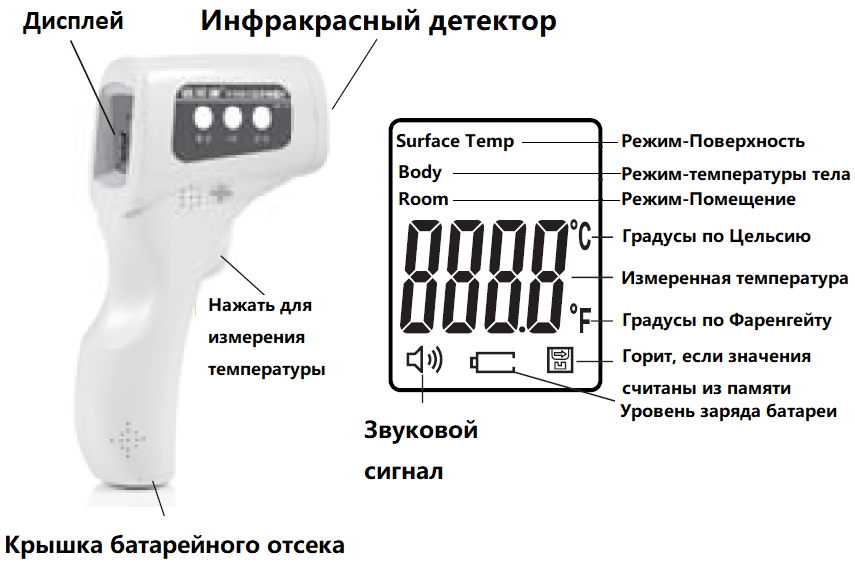 Дисплей
Инфракрасный детектор
Нажать для
измерения
температуры
Крышка батарейного отсека
Surface Temp
Режим-Поверхность
Body
Режим-температуры тела
Room
Режим-Помещение
8888
°C
Градусы по Цельсию
Измеренная температура
°F
Градусы по Фаренгейту
Горит, если значения
считаны из памяти
Уровень заряда батареи
Звуковой
сигнал